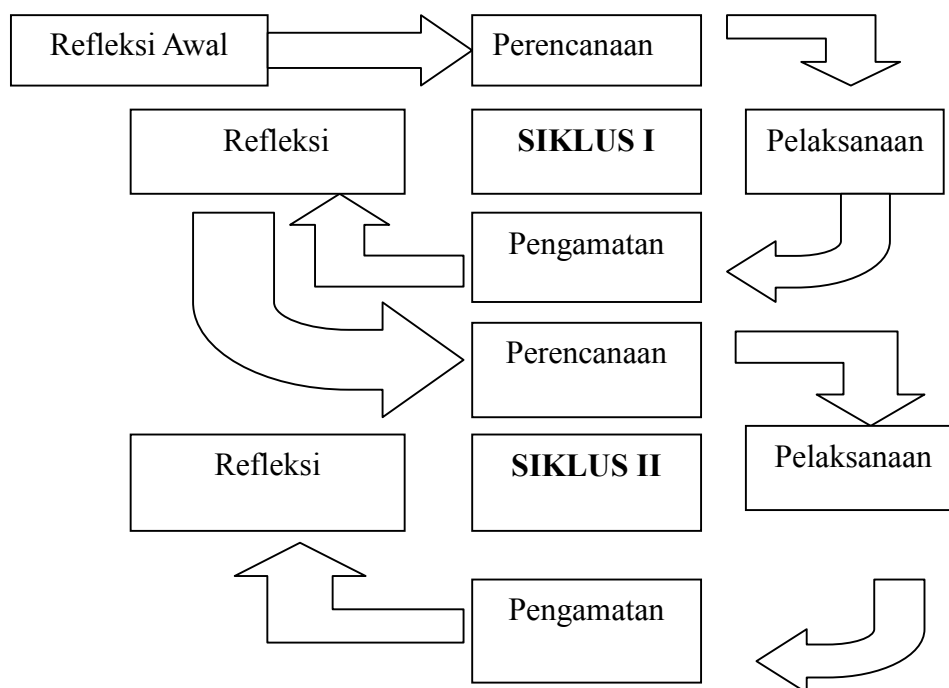 Refleksi Awal
Perencanaan
Refleksi
SIKLUS I
Pelaksanaan
Pengamatan
Perencanaan
Refleksi
SIKLUS II
Pelaksanaan
Pengamatan